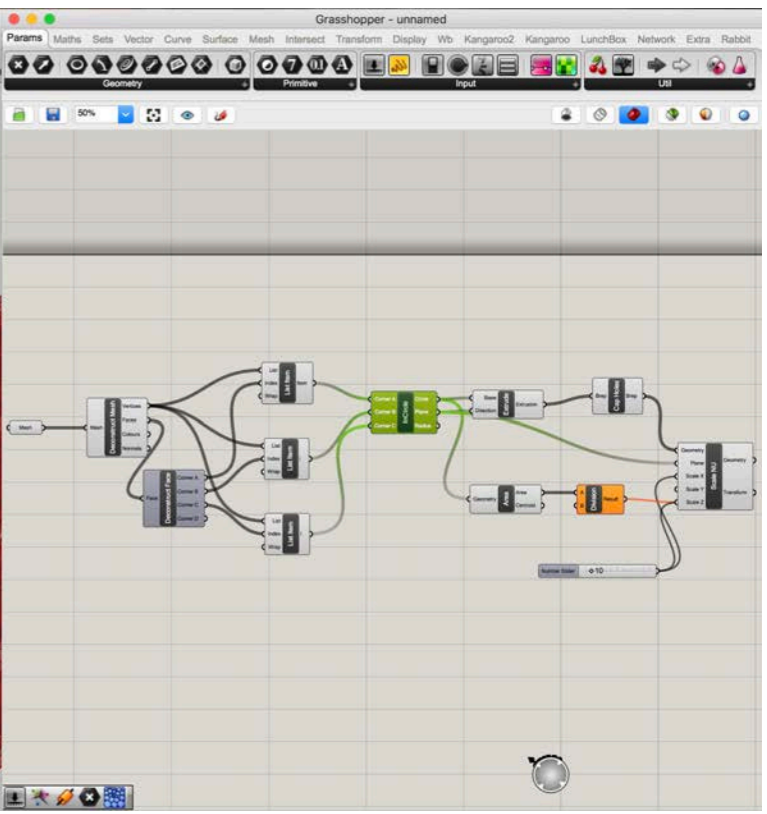 Grasshopper - unnamed
Params Maths Sets Vector Curve Surface Mesh Intersect Transform Display Wb Kangaroo2 Kangaroo LunchBox Network Extra Rabbit
Geometry Primitive Input Util
50%
Mesh
Mesh Deconstruct Mesh Vertices Faces Colours Normals
Face Deconstruct Face Corner A Corner B Corner C Corner D
List Index Wrap List Item Item
List Index Wrap List Item i
List Index Wrap List Item i
Corner A Corner B Corner C InCircle Circle Plane Radius
Base Direction Extrude Extrusion
Brep Cap Holes Brep
Geometry Area Area Centroid
A B Division Result
Geometry Plane Scale X Scale Y Scale Z Scale NU Geometry Transform
Number Slider 10